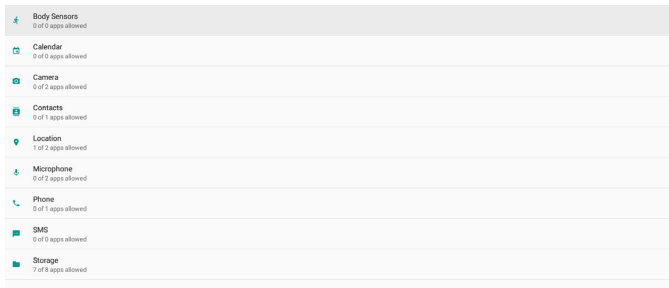 Body Sensors
0 of 0 apps allowed
Calendar
0 of 0 apps allowed
Camera
0 of 2 apps allowed
Contacts
0 of 1 apps allowed
Location
1 of 2 apps allowed
Microphone
0 of 2 apps allowed
Phone
0 of 1 apps allowed
SMS
0 of 0 apps allowed
Storage
7 of 8 apps allowed